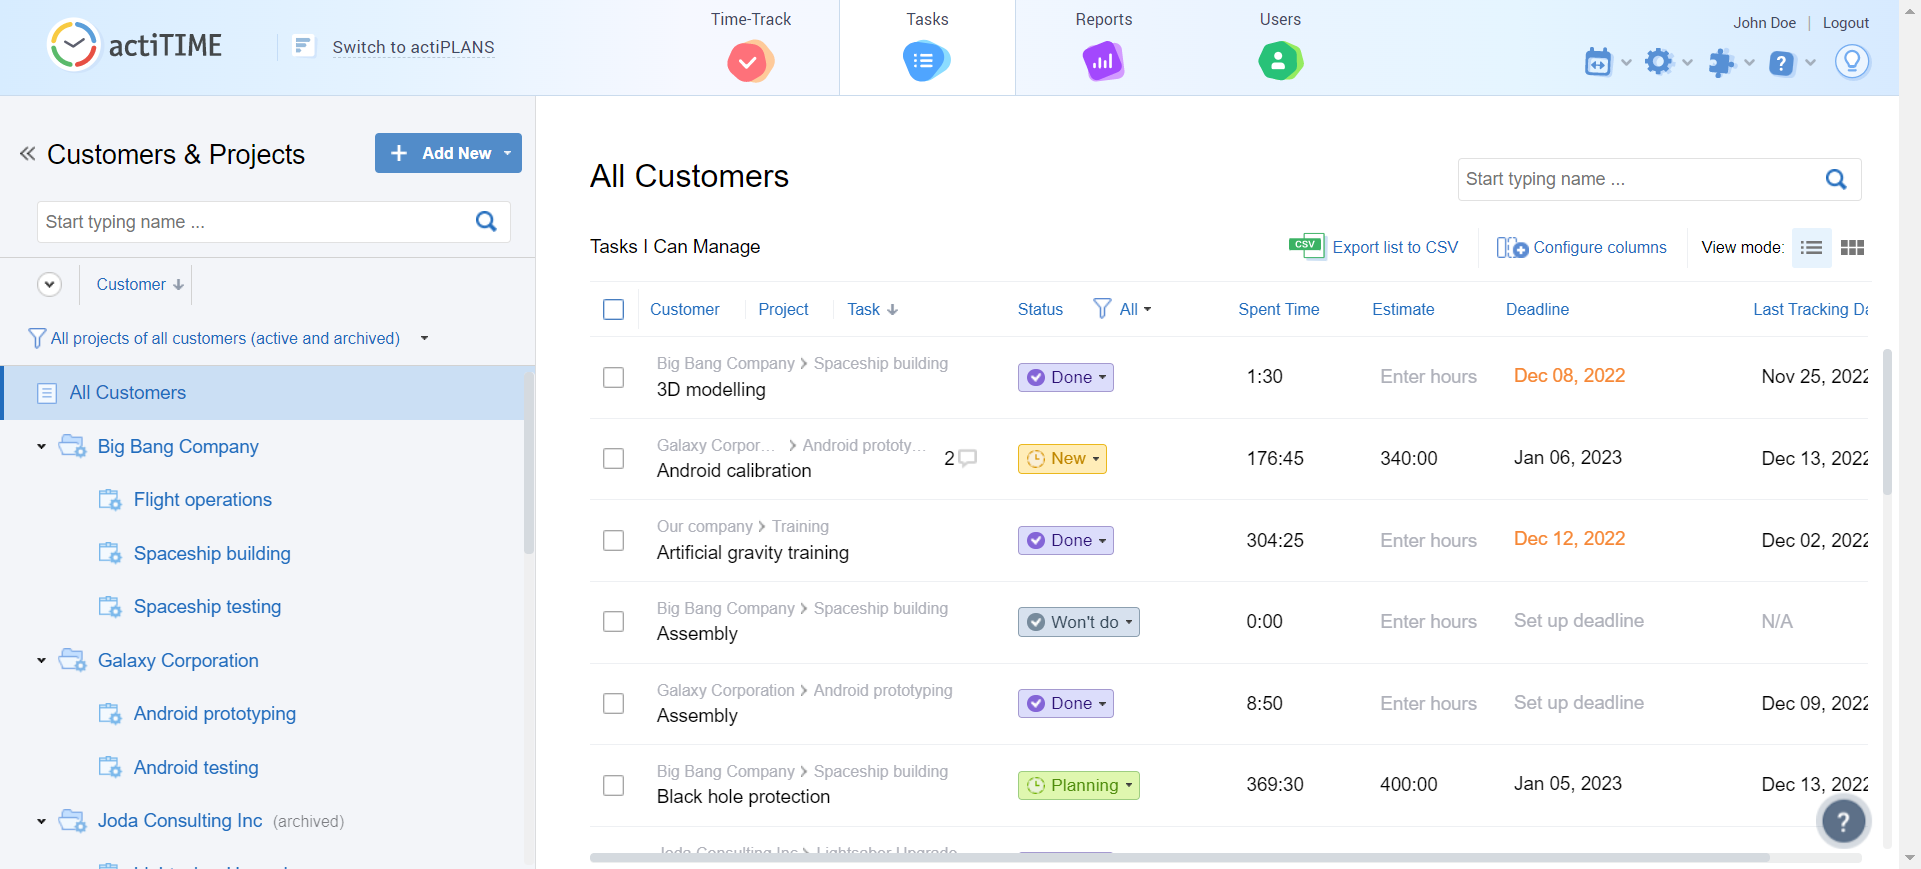 actiTIME
Switch to actiPLANS
Time-Track
Tasks
Reports
Users
John Doe | Logout
Customers & Projects
Add New
Start typing name ...
Customer
All projects of all customers (active and archived)
All Customers
Big Bang Company
Flight operations
Spaceship building
Spaceship testing
Galaxy Corporation
Android prototyping
Android testing
Joda Consulting Inc (archived)
All Customers
Start typing name ...
Tasks I Can Manage
CSV Export list to CSV
Configure columns
View mode:
Customer Project Task Status All Spent Time Estimate Deadline Last Tracking Da
Big Bang Company > Spaceship building
3D modelling
Done 1:30 Enter hours Dec 08, 2022 Nov 25, 2022
Galaxy Corpor... > Android prototy...
Android calibration
2 New 176:45 340:00 Jan 06, 2023 Dec 13, 2022
Our company > Training
Artificial gravity training
Done 304:25 Enter hours Dec 12, 2022 Dec 02, 2022
Big Bang Company > Spaceship building
Assembly
Won't do 0:00 Enter hours Set up deadline N/A
Galaxy Corporation > Android prototyping
Assembly
Done 8:50 Enter hours Set up deadline Dec 09, 2022
Big Bang Company > Spaceship building
Black hole protection
Planning 369:30 400:00 Jan 05, 2023 Dec 13, 2022
Joda Consulting Inc > Lightsaber Upgrade
?